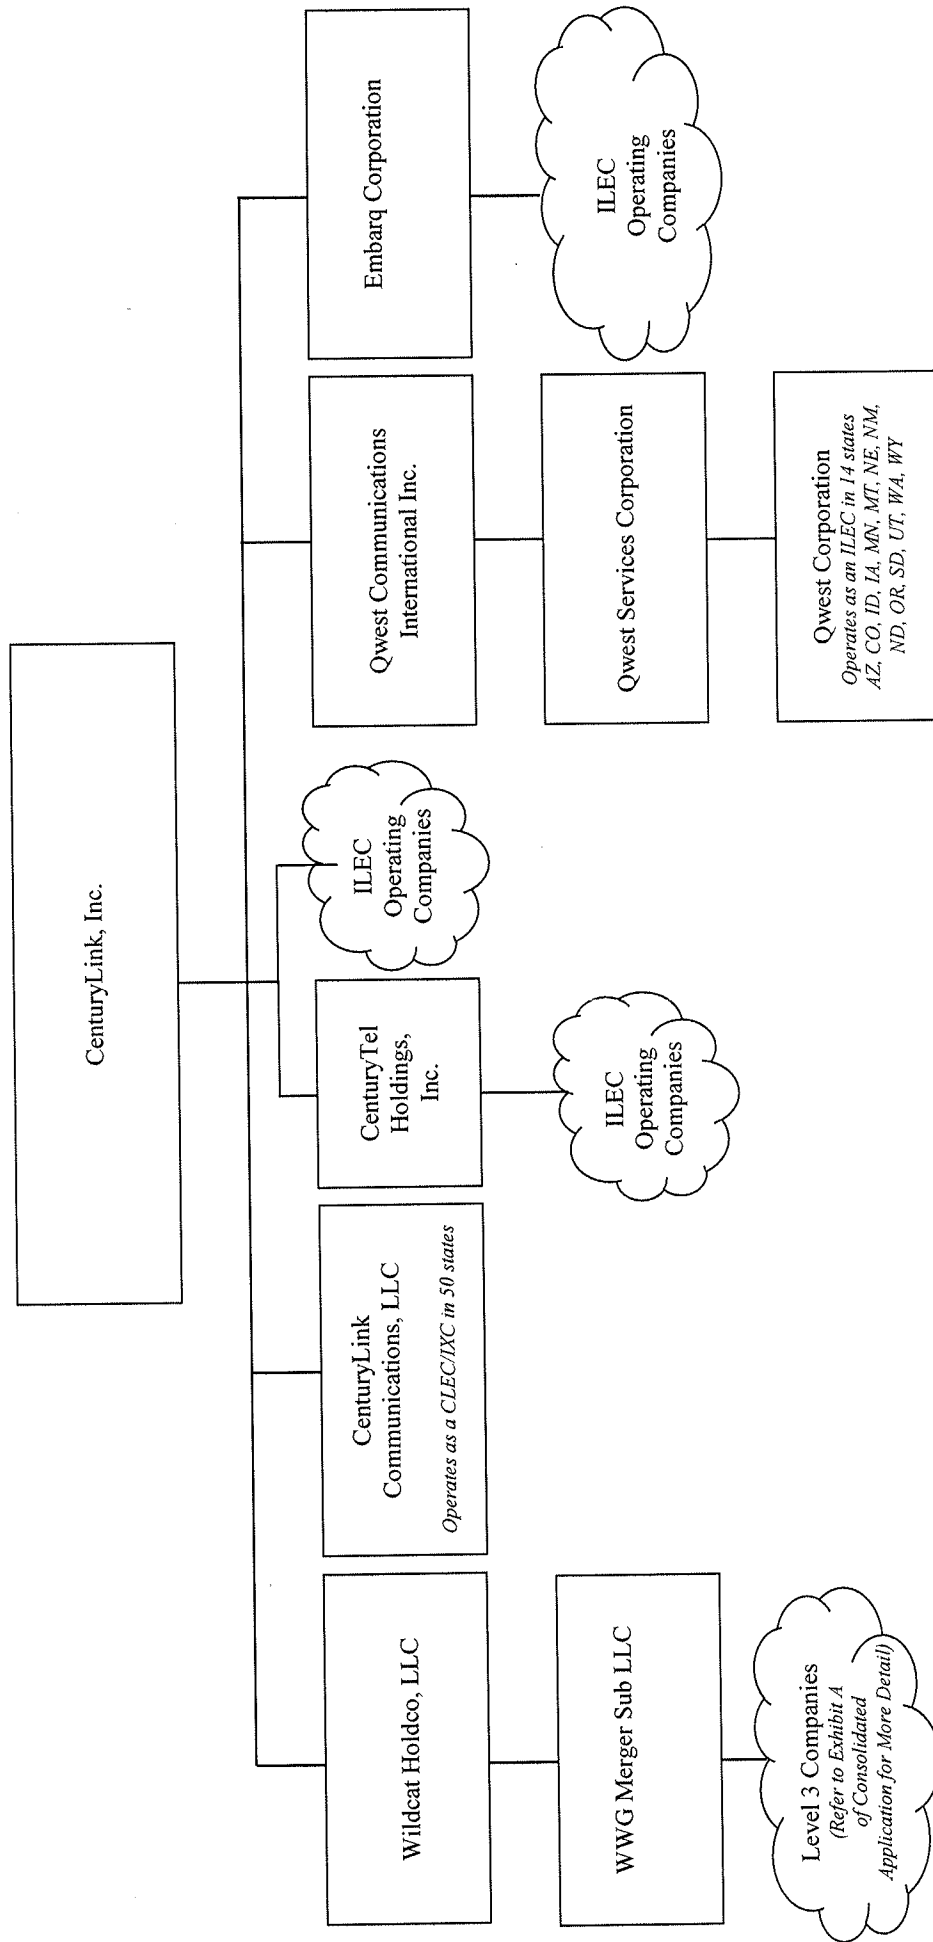 CenturyLink, Inc.
Wildcat Holdco, LLC
CenturyLink
Communications, LLC
Operates as a CLEC/IXC in 50 states
CenturyTel
Holdings,
Inc.
ILEC
Operating
Companies
Qwest Communications
International Inc.
Embarq Corporation
WWG Merger Sub LLC
ILEC
Operating
Companies
Qwest Services Corporation
ILEC
Operating
Companies
Level 3 Companies
(Refer to Exhibit A
of Consolidated
Application for More Detail)
Qwest Corporation
Operates as an ILEC in 14 states
AZ, CO, ID, IA, MN, MT, NE, NM,
ND, OR, SD, UT, WA, WY